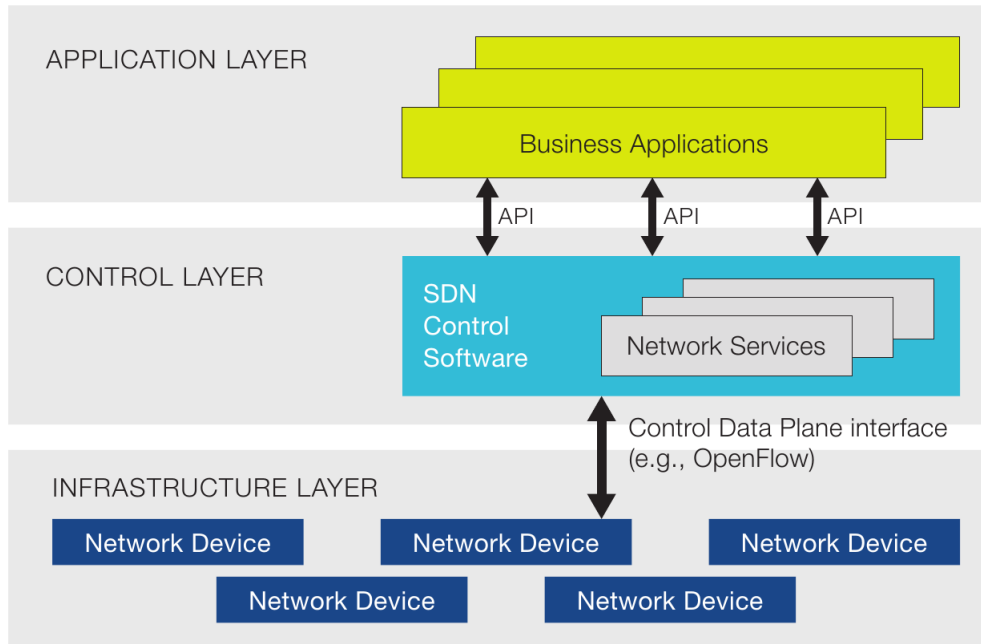 APPLICATION LAYER
Business Applications
API
API
API
CONTROL LAYER
SDN
Control
Software
Network Services
Control Data Plane interface
(e.g., OpenFlow)
INFRASTRUCTURE LAYER
Network Device
Network Device
Network Device
Network Device
Network Device